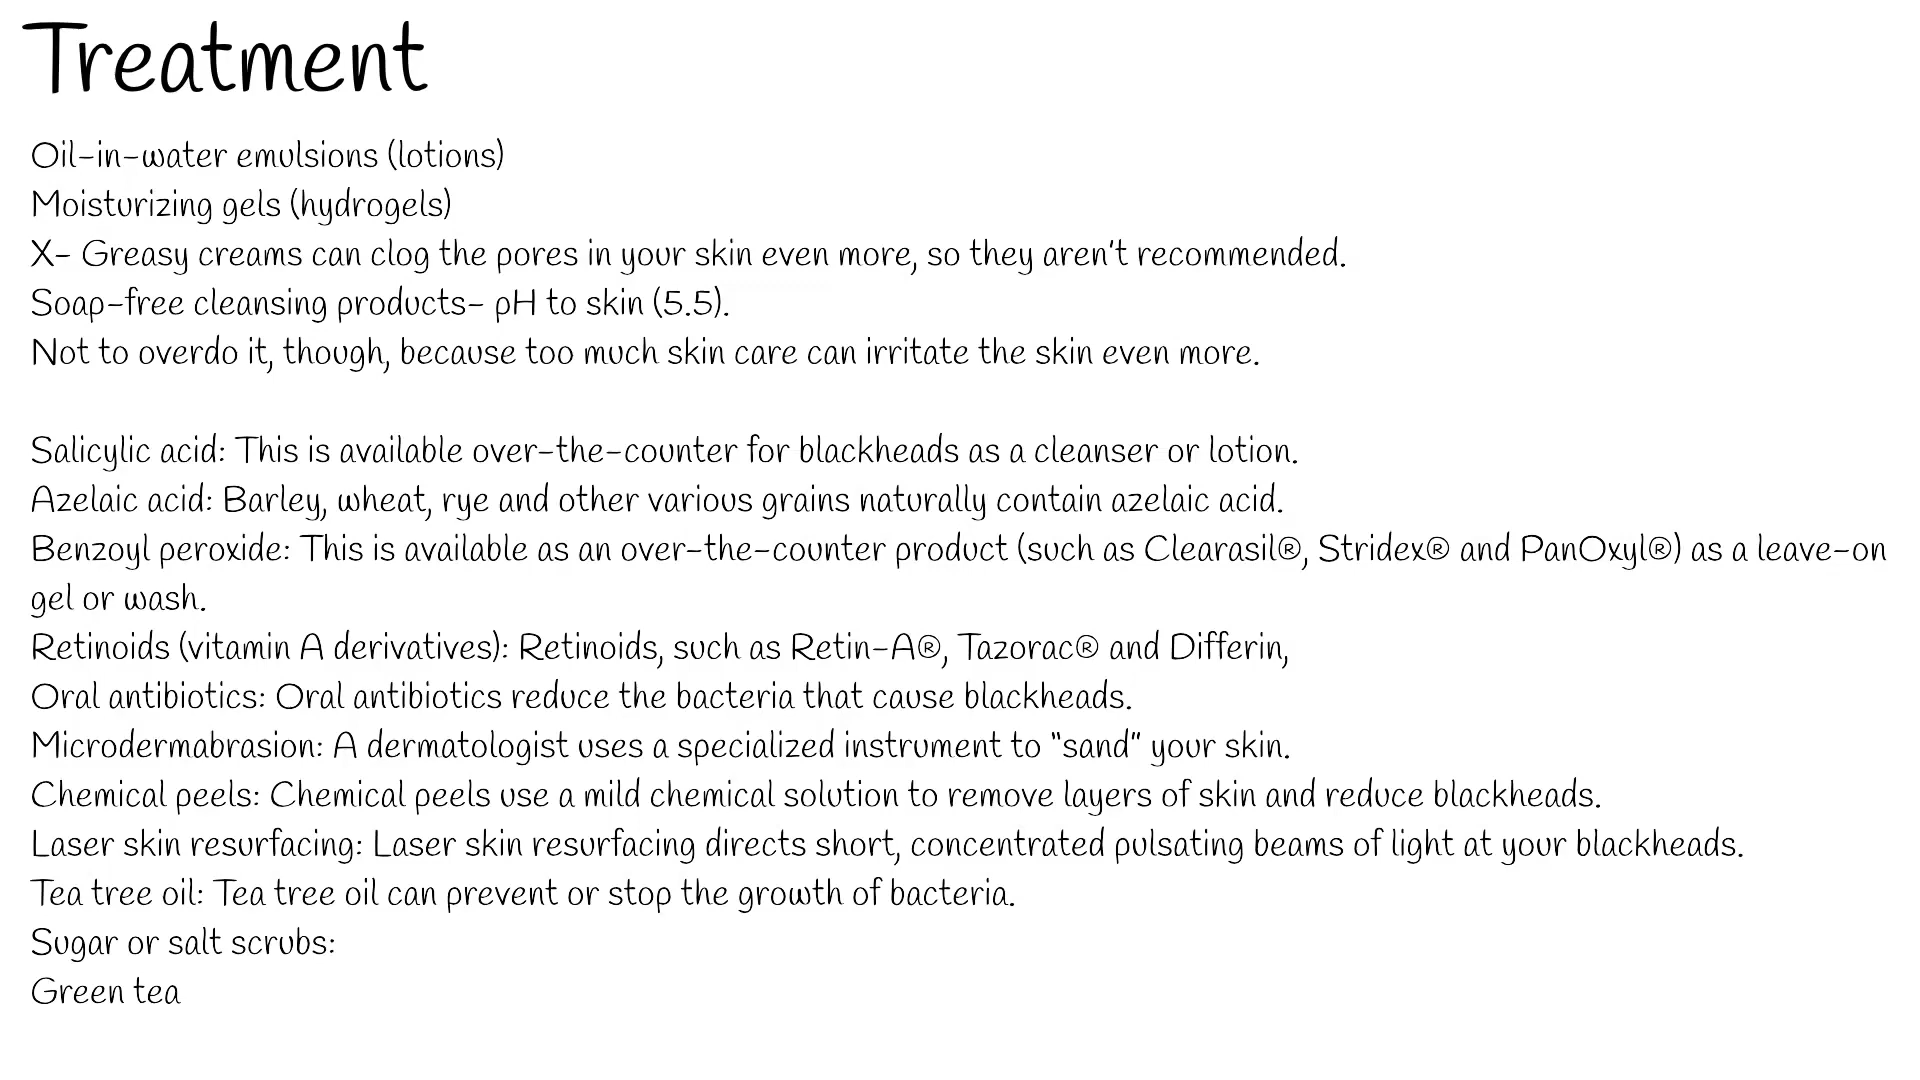 Treatment
Oil-in-water emulsions (lotions)
Moisturizing gels (hydrogels)
X- Greasy creams can clog the pores in your skin even more, so they aren't recommended.
Soap-free cleansing products- pH to skin (5.5).
Not to overdo it, though, because too much skin care can irritate the skin even more.
Salicylic acid: This is available over-the-counter for blackheads as a cleanser or lotion.
Azelaic acid: Barley, wheat, rye and other various grains naturally contain azelaic acid.
Benzoyl peroxide: This is available as an over-the-counter product (such as Clearasil®, Stridex® and PanOxyl®) as a leave-on
gel or wash.
Retinoids (vitamin A derivatives): Retinoids, such as Retin-A®, Tazorac® and Differin,
Oral antibiotics: Oral antibiotics reduce the bacteria that cause blackheads.
Microdermabrasion: A dermatologist uses a specialized instrument to "sand" your skin.
Chemical peels: Chemical peels use a mild chemical solution to remove layers of skin and reduce blackheads.
Laser skin resurfacing: Laser skin resurfacing directs short, concentrated pulsating beams of light at your blackheads.
Tea tree oil: Tea tree oil can prevent or stop the growth of bacteria.
Sugar or salt scrubs:
Green tea